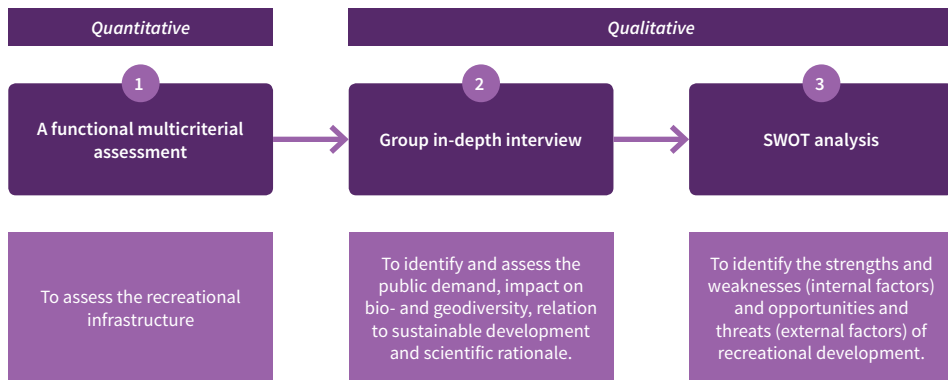 Quantitative
Qualitative
1
A functional multicriterial
assessment
2
Group in-depth interview
3
SWOT analysis
To assess the recreational
infrastructure
To identify and assess the
public demand, impact on
bio- and geodiversity, relation
to sustainable development
and scientific rationale.
To identify the strengths and
weaknesses (internal factors)
and opportunities and
threats (external factors) of
recreational development.